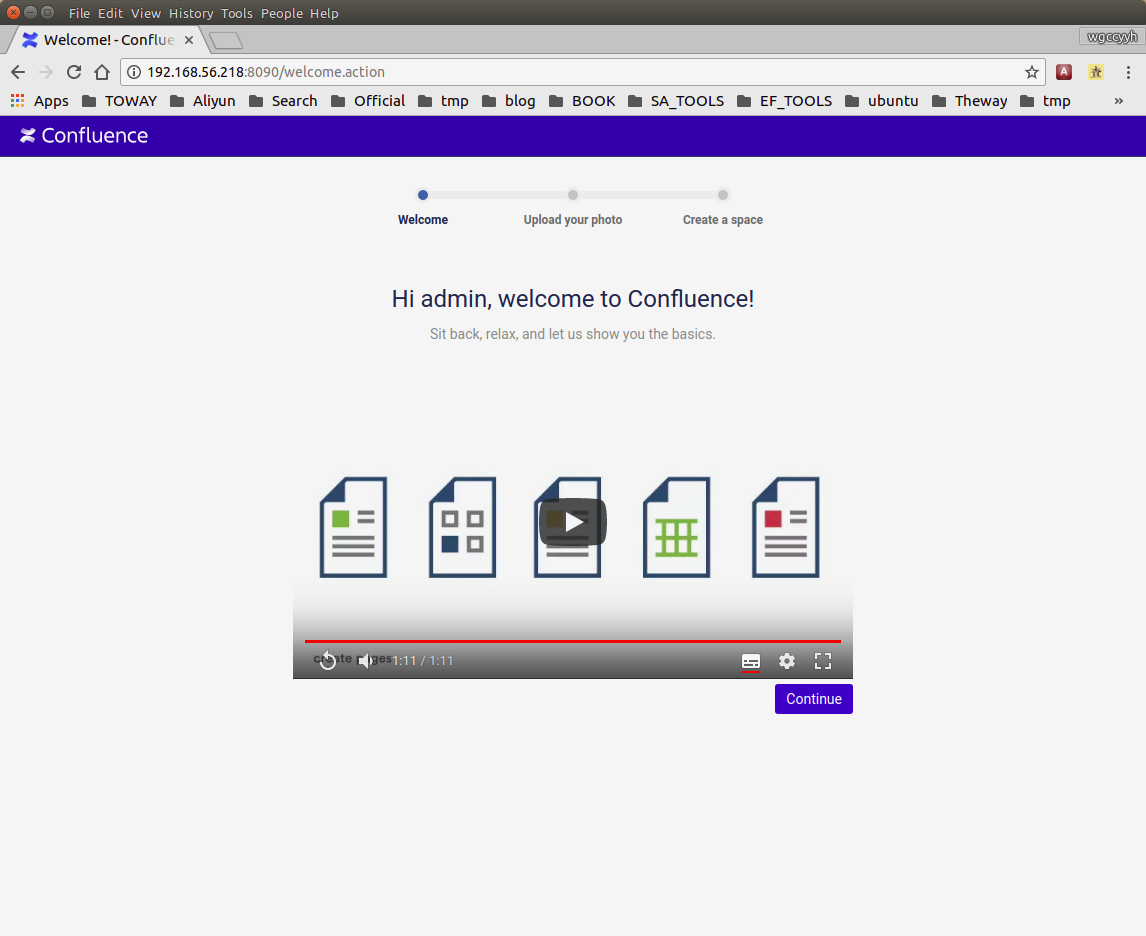 File Edit View History Tools People Help
Welcome! - Conflue
wgccyyh
192.168.56.218:8090/welcome.action
A
Apps TOWAY Aliyun Search Official tmp blog BOOK SA_TOOLS EF_TOOLS ubuntu Theway tmp »
Confluence
Welcome Upload your photo Create a space
Hi admin, welcome to Confluence!
Sit back, relax, and let us show you the basics.
create pages
1:11 / 1:11
Continue